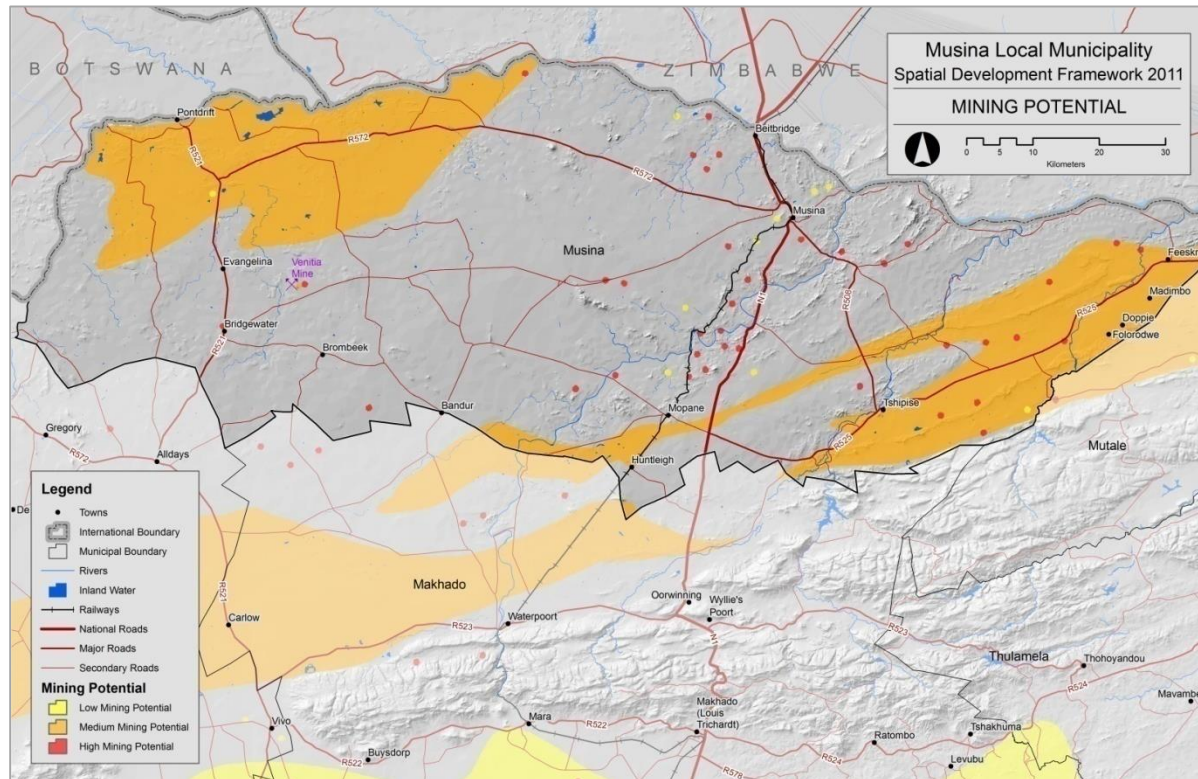 BOTSWANA
ZIMBABWE
Musina Local Municipality
Spatial Development Framework 2011
MINING POTENTIAL
0 5 10 20 30
Kilometers
Pontdrift
Beitbridge
R572
R521
R572
Musina
Musina
Venitia
Mine
Evangelina
Bridgewater
R521
Brombeek
Bandur
N1
R508
Feeskr
Madimbo
R525
Doppie
Folorodwe
Mopane
Tshipise
R525
Huntleigh
Mutale
Gregory
R572
Alldays
De
Legend
Towns
International Boundary
Municipal Boundary
Rivers
Inland Water
Railways
National Roads
Major Roads
Secondary Roads
Mining Potential
Low Mining Potential
Medium Mining Potential
High Mining Potential
Makhado
R521
Carlow
Waterpoort
R523
Oorwinning
Wyllie's
Poort
N1
R523
Thulamela
Thohoyandou
R524
Mavambe
Vivo
Mara
R522
Makhado
(Louis
Trichardt)
Buysdorp
R522
Ratombo
R524
Tshakhuma
Levubu
R578